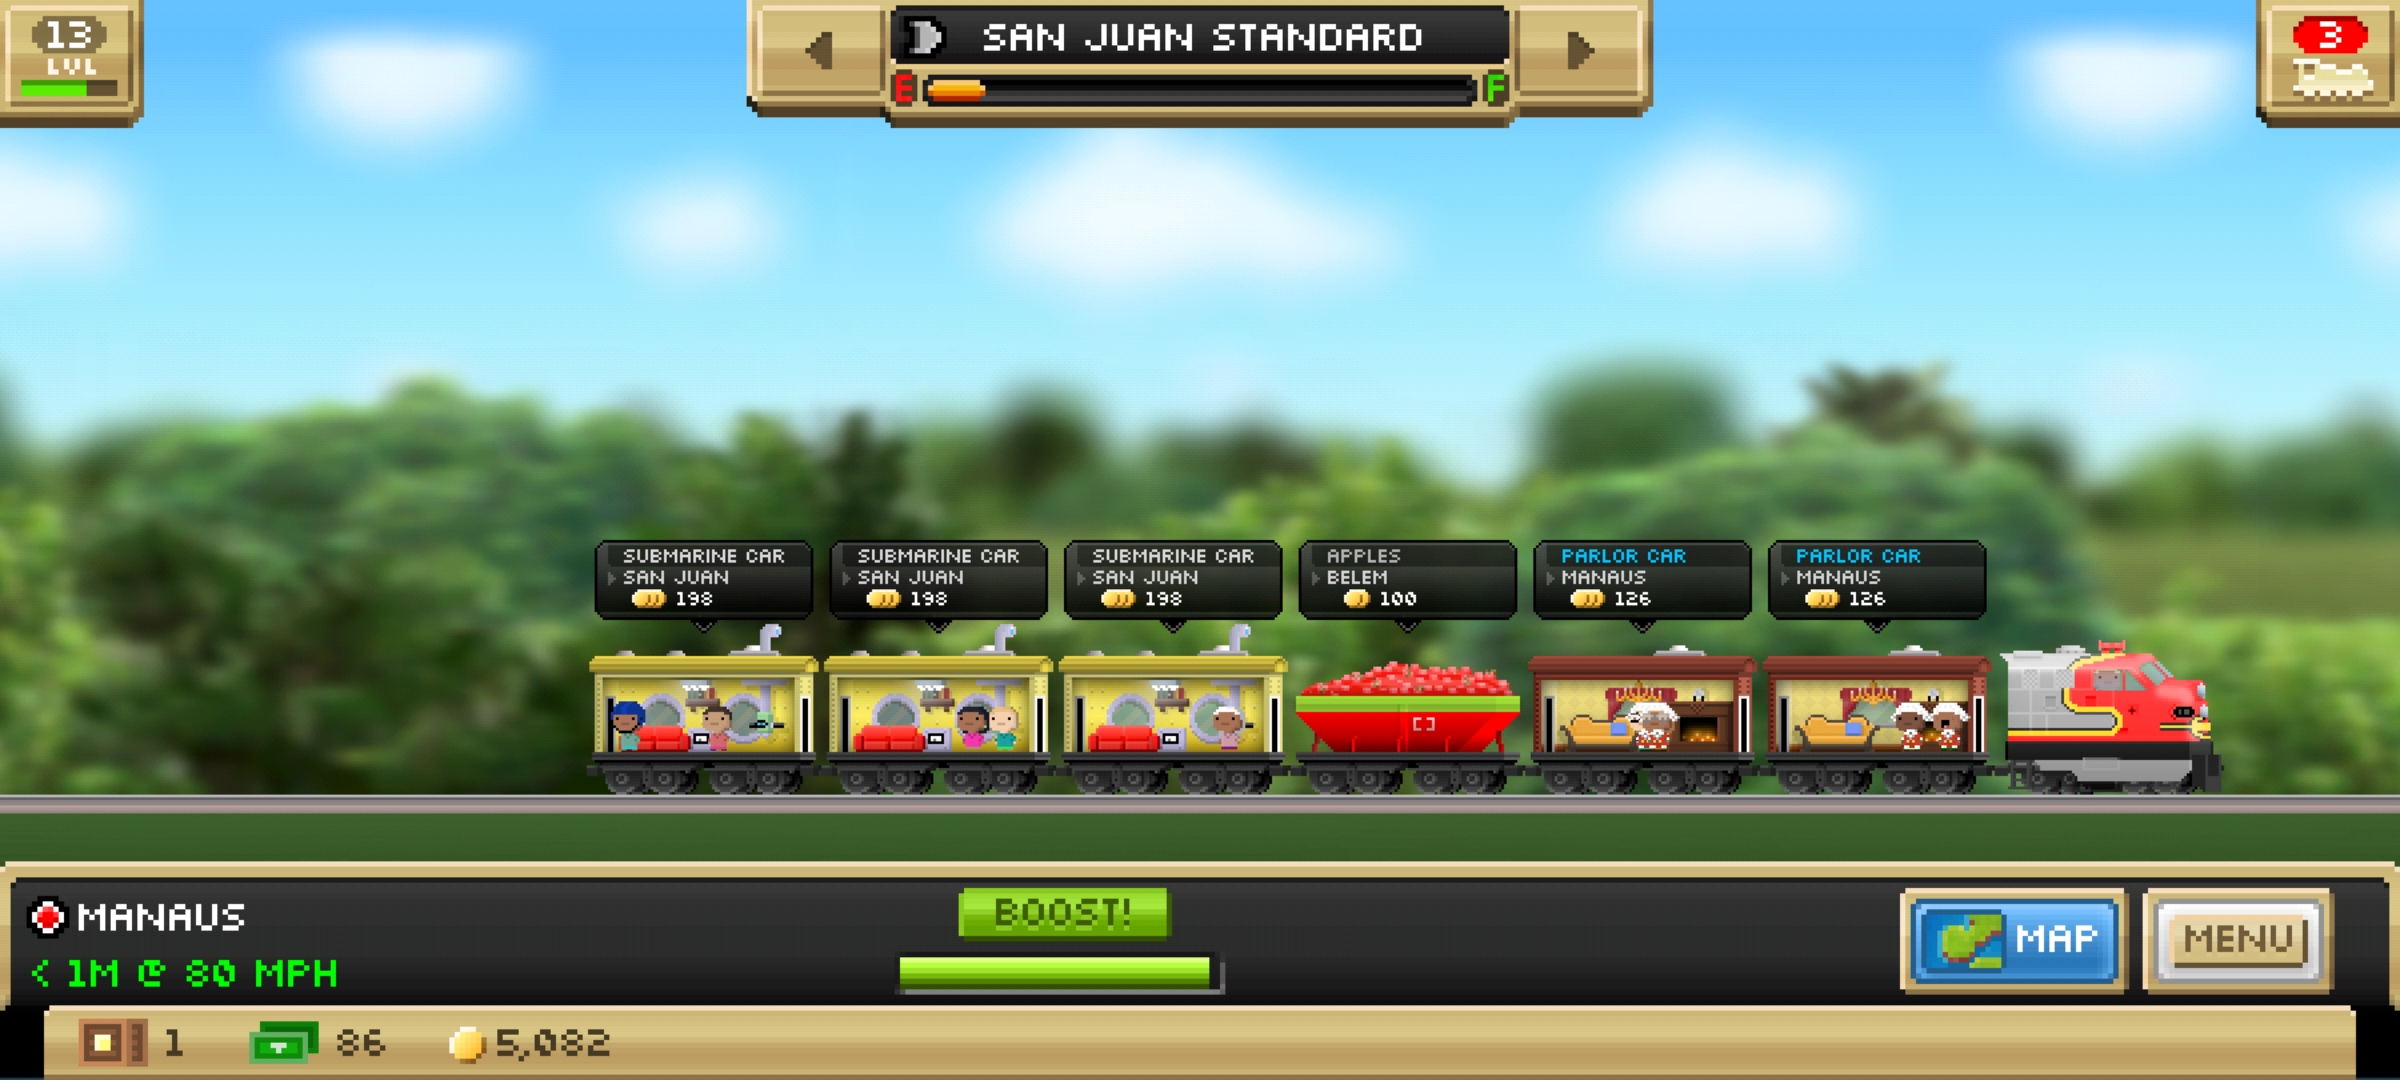 13
LVL
SAN JUAN STANDARD
E F
3
SUBMARINE CAR
SAN JUAN
198
SUBMARINE CAR
SAN JUAN
198
SUBMARINE CAR
SAN JUAN
198
APPLES
BELEM
100
PARLOR CAR
MANAUS
126
PARLOR CAR
MANAUS
126
MANAUS
< 1M @ 80 MPH
BOOST!
MAP
MENU
1
86
5,082